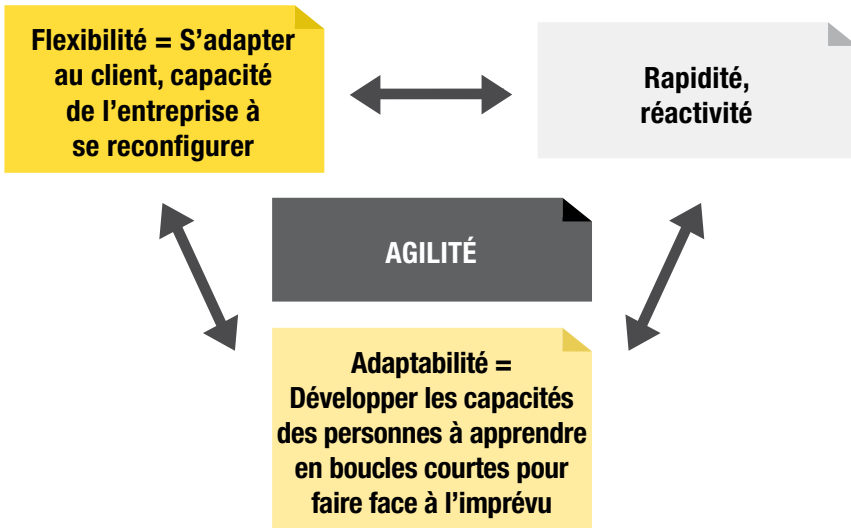 Flexibilité = S’adapter
au client, capacité
de l’entreprise à
se reconfigurer
Rapidité,
réactivité
AGILITÉ
Adaptabilité =
Développer les capacités
des personnes à apprendre
en boucles courtes pour
faire face à l’imprévu